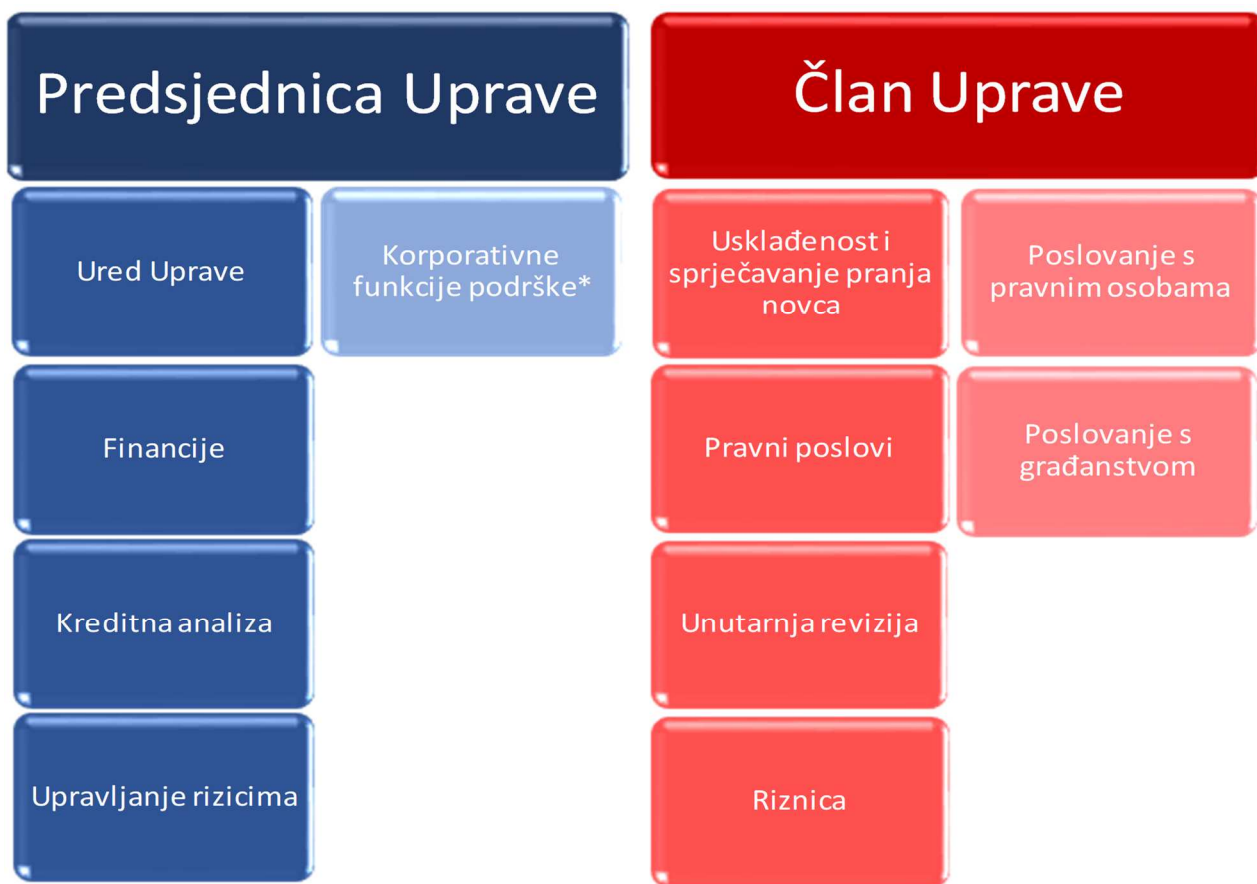 Predsjednica Uprave
Ured Uprave
Korporativne
funkcije podrške*
Financije
Kreditna analiza
Upravljanje rizicima
Član Uprave
Usklađenost i
sprječavanje pranja
novca
Poslovanje s
pravnim osobama
Pravni poslovi
Poslovanje s
građanstvom
Unutarnja revizija
Riznica